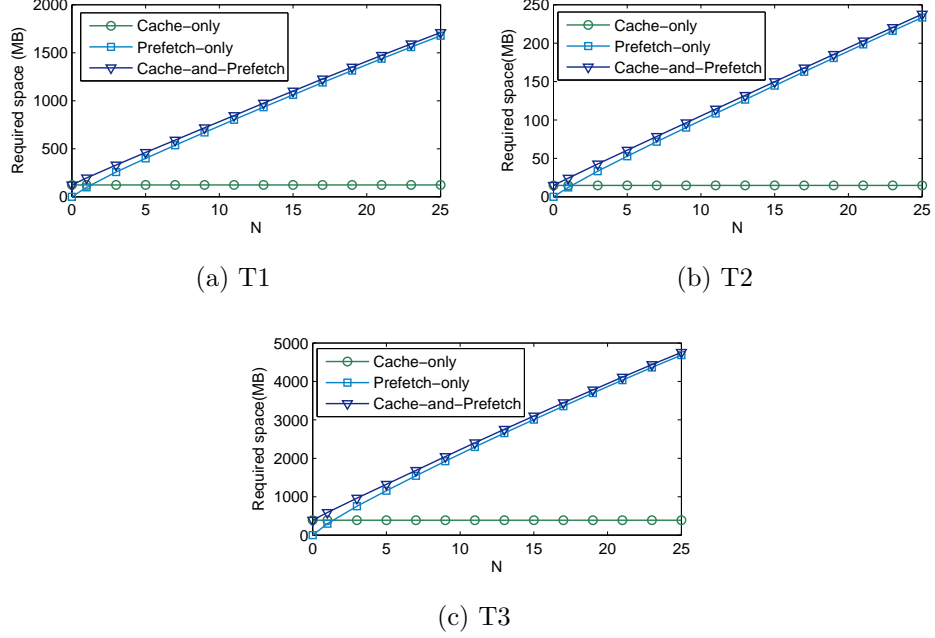 2000
1500
1000
500
0
Required space (MB)
Cache−only
Prefetch−only
Cache−and−Prefetch
0 5 10 15 20 25
N
(a) T1
250
200
150
100
50
0
Required space(MB)
Cache−only
Prefetch−only
Cache−and−Prefetch
0 5 10 15 20 25
N
(b) T2
5000
4000
3000
2000
1000
0
Required space(MB)
Cache−only
Prefetch−only
Cache−and−Prefetch
0 5 10 15 20 25
N
(c) T3